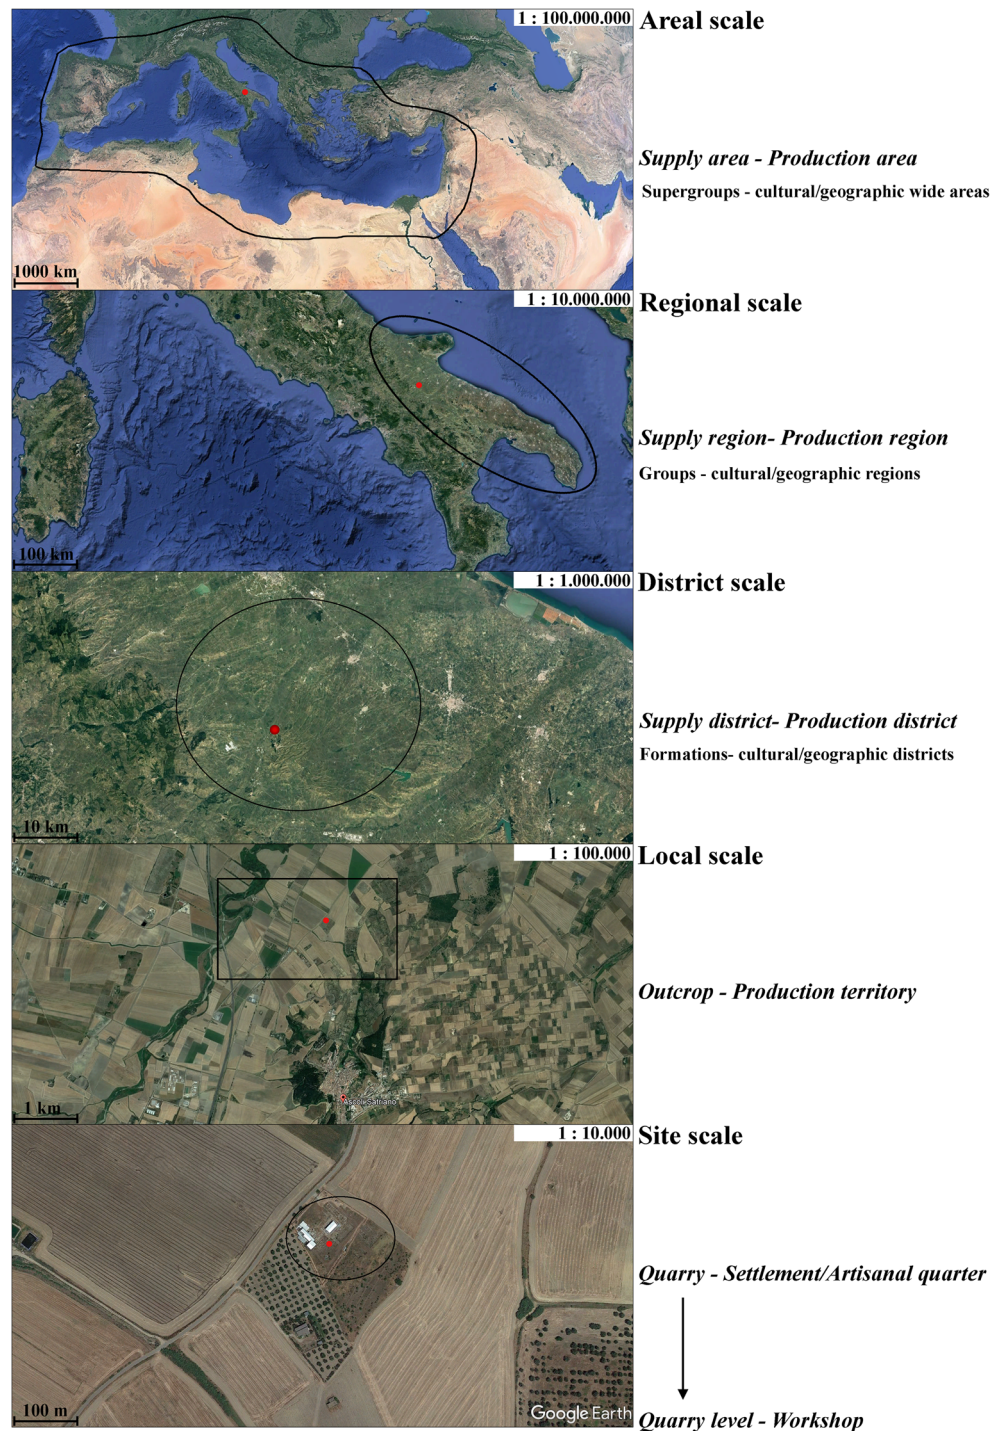 1 : 100.000.000
Areal scale
Supply area - Production area
Supergroups - cultural/geographic wide areas
1000 km
1 : 10.000.000
Regional scale
Supply region- Production region
Groups - cultural/geographic regions
100 km
1 : 1.000.000
District scale
Supply district- Production district
Formations- cultural/geographic districts
10 km
1 : 100.000
Local scale
Outcrop - Production territory
Ascoli Satriano
1 km
1 : 10.000
Site scale
Quarry - Settlement/Artisanal quarter
100 m
Google Earth
Quarry level - Workshop